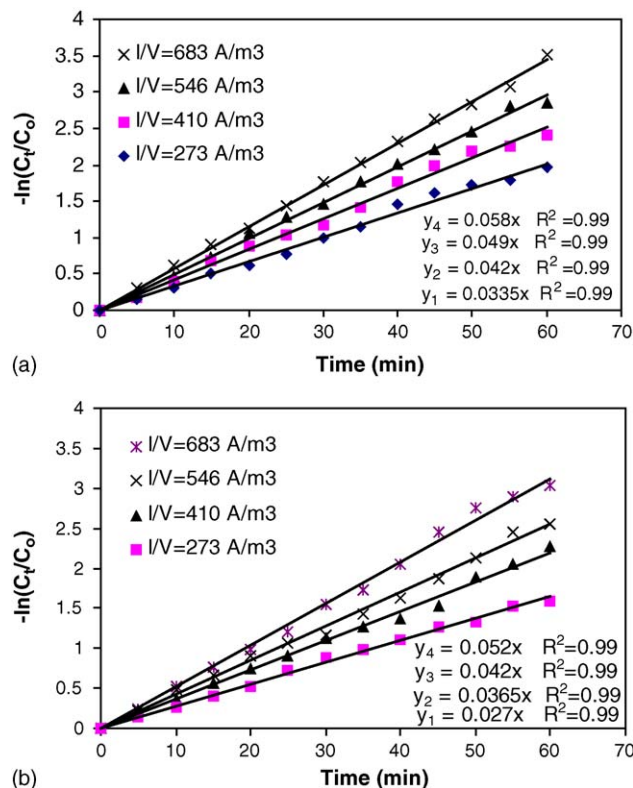 4
3.5
× I/V=683 A/m3
3
▲ I/V=546 A/m3
2.5
■ I/V=410 A/m3
2
◆ I/V=273 A/m3
1.5
1
0.5
0
-ln(Cₜ/Cₒ)
y₄ = 0.058x R²=0.99
y₃ = 0.049x R²=0.99
y₂ = 0.042x R²=0.99
y₁ = 0.0335x R²=0.99
0 10 20 30 40 50 60 70
Time (min)
(a)
4
3.5
I/V=683 A/m3
3
× I/V=546 A/m3
2.5
▲ I/V=410 A/m3
2
■ I/V=273 A/m3
1.5
1
0.5
0
-ln(Cₜ/Cₒ)
y₄ = 0.052x R²=0.99
y₃ = 0.042x R²=0.99
y₂ = 0.0365x R²=0.99
y₁ = 0.027x R²=0.99
0 10 20 30 40 50 60 70
Time (min)
(b)